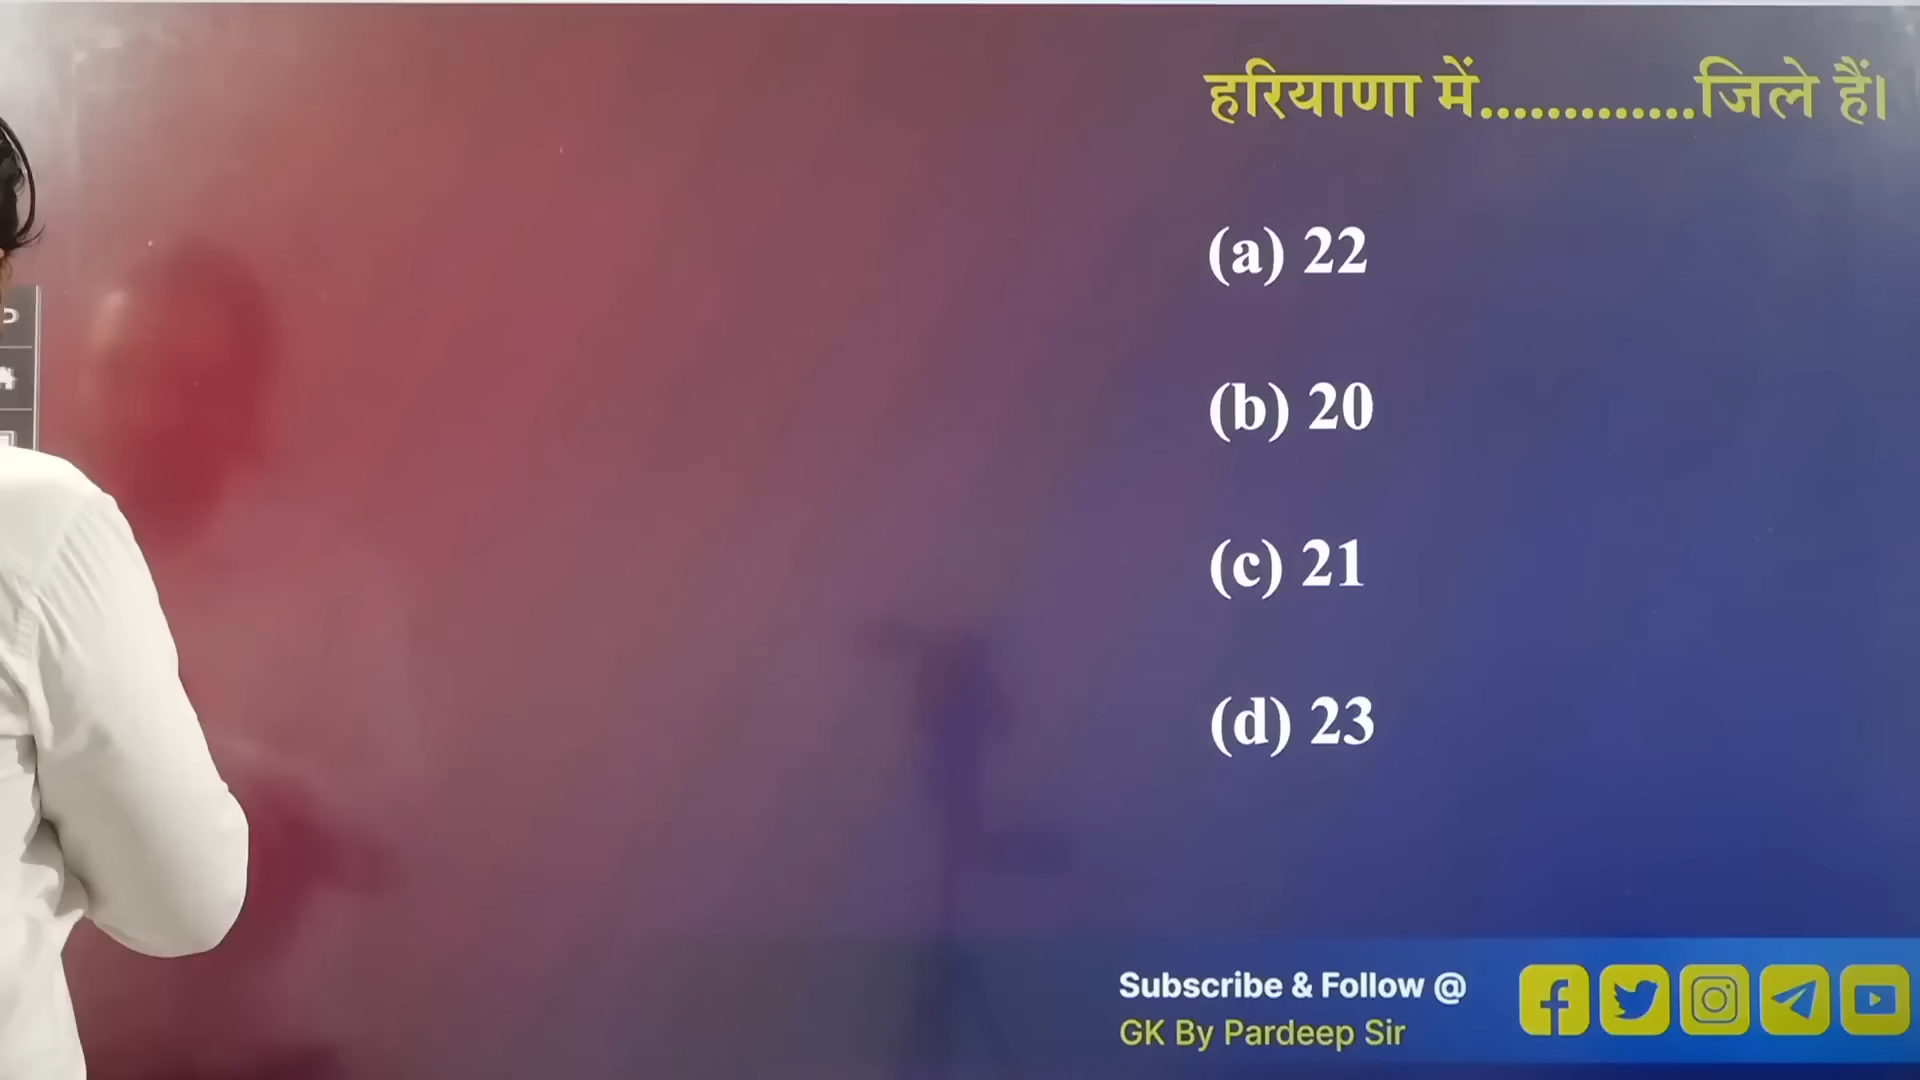 हरियाणा में.............जिले हैं।
(a) 22
(b) 20
(c) 21
(d) 23
Subscribe & Follow @
GK By Pardeep Sir